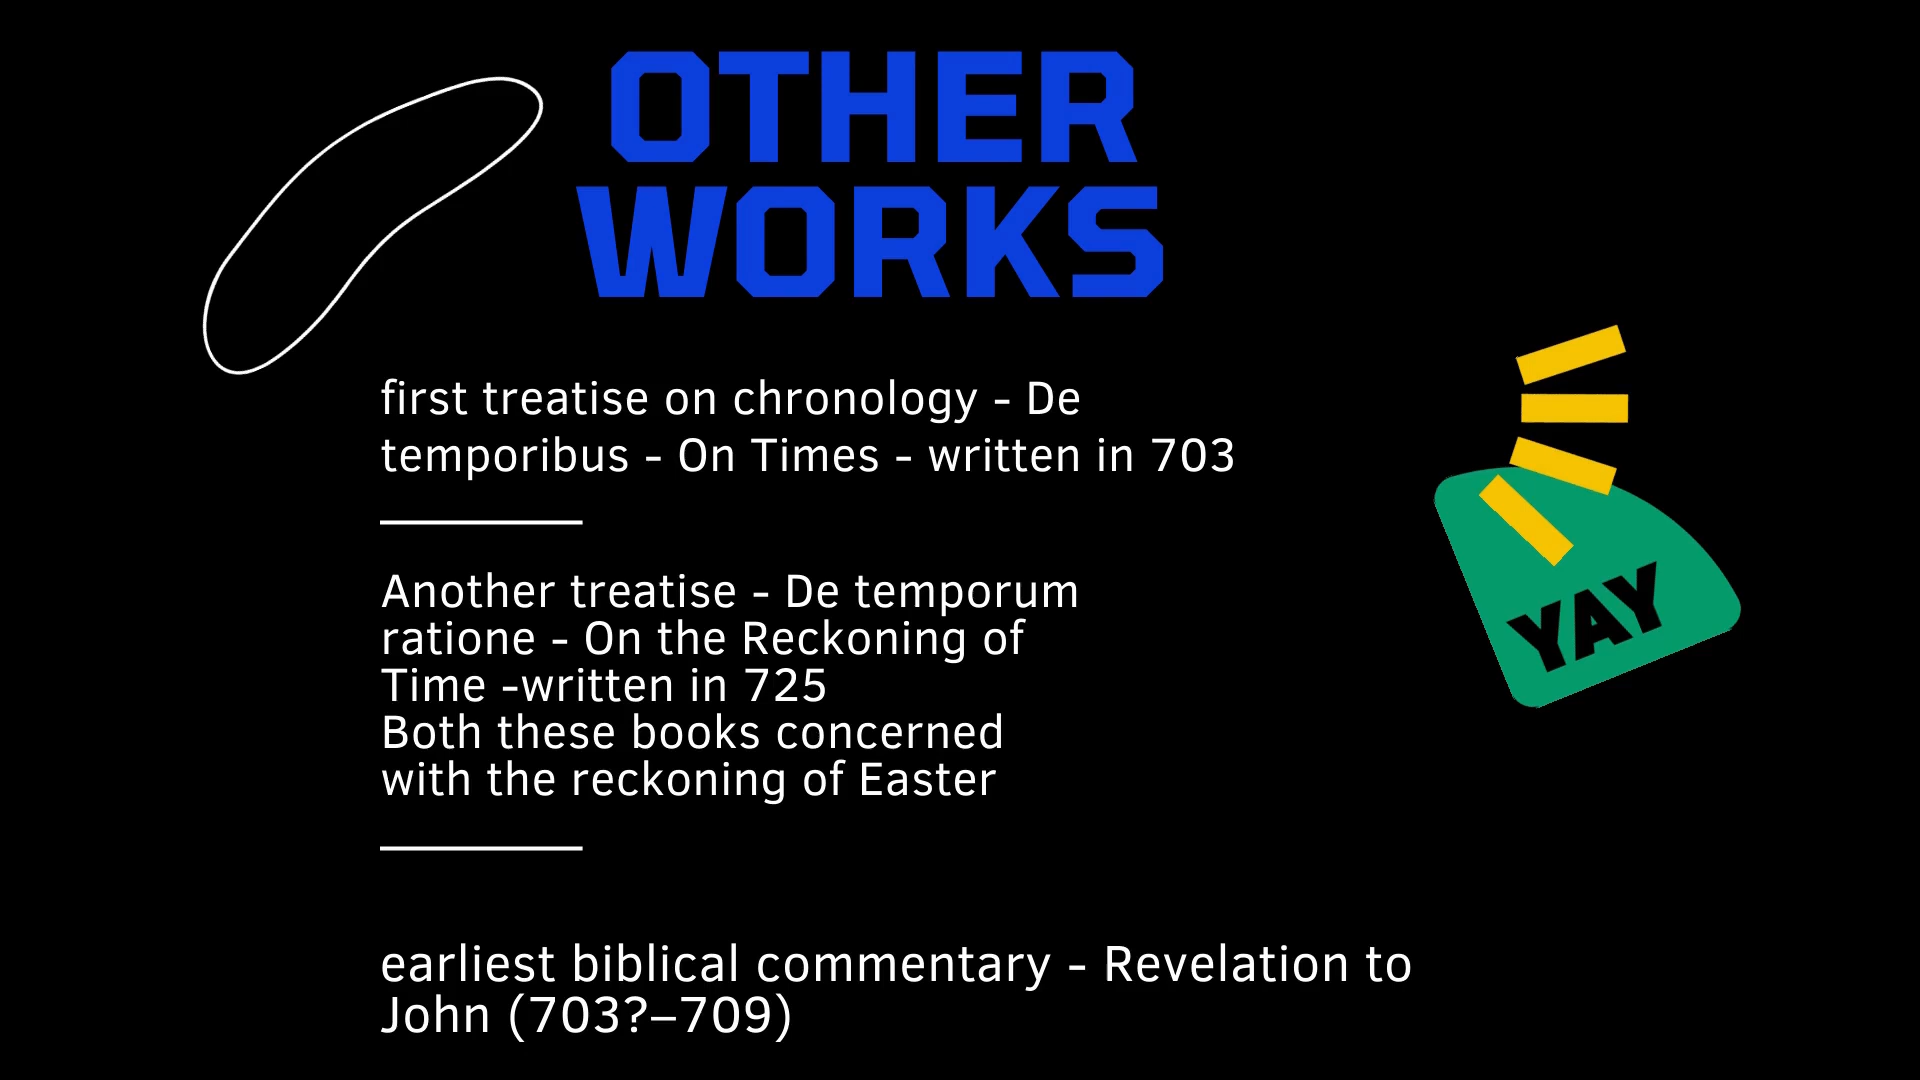 OTHER
WORKS
first treatise on chronology - De
temporibus - On Times - written in 703
Another treatise - De temporum
ratione - On the Reckoning of
Time -written in 725
Both these books concerned
with the reckoning of Easter
YAY
earliest biblical commentary - Revelation to
John (703?–709)